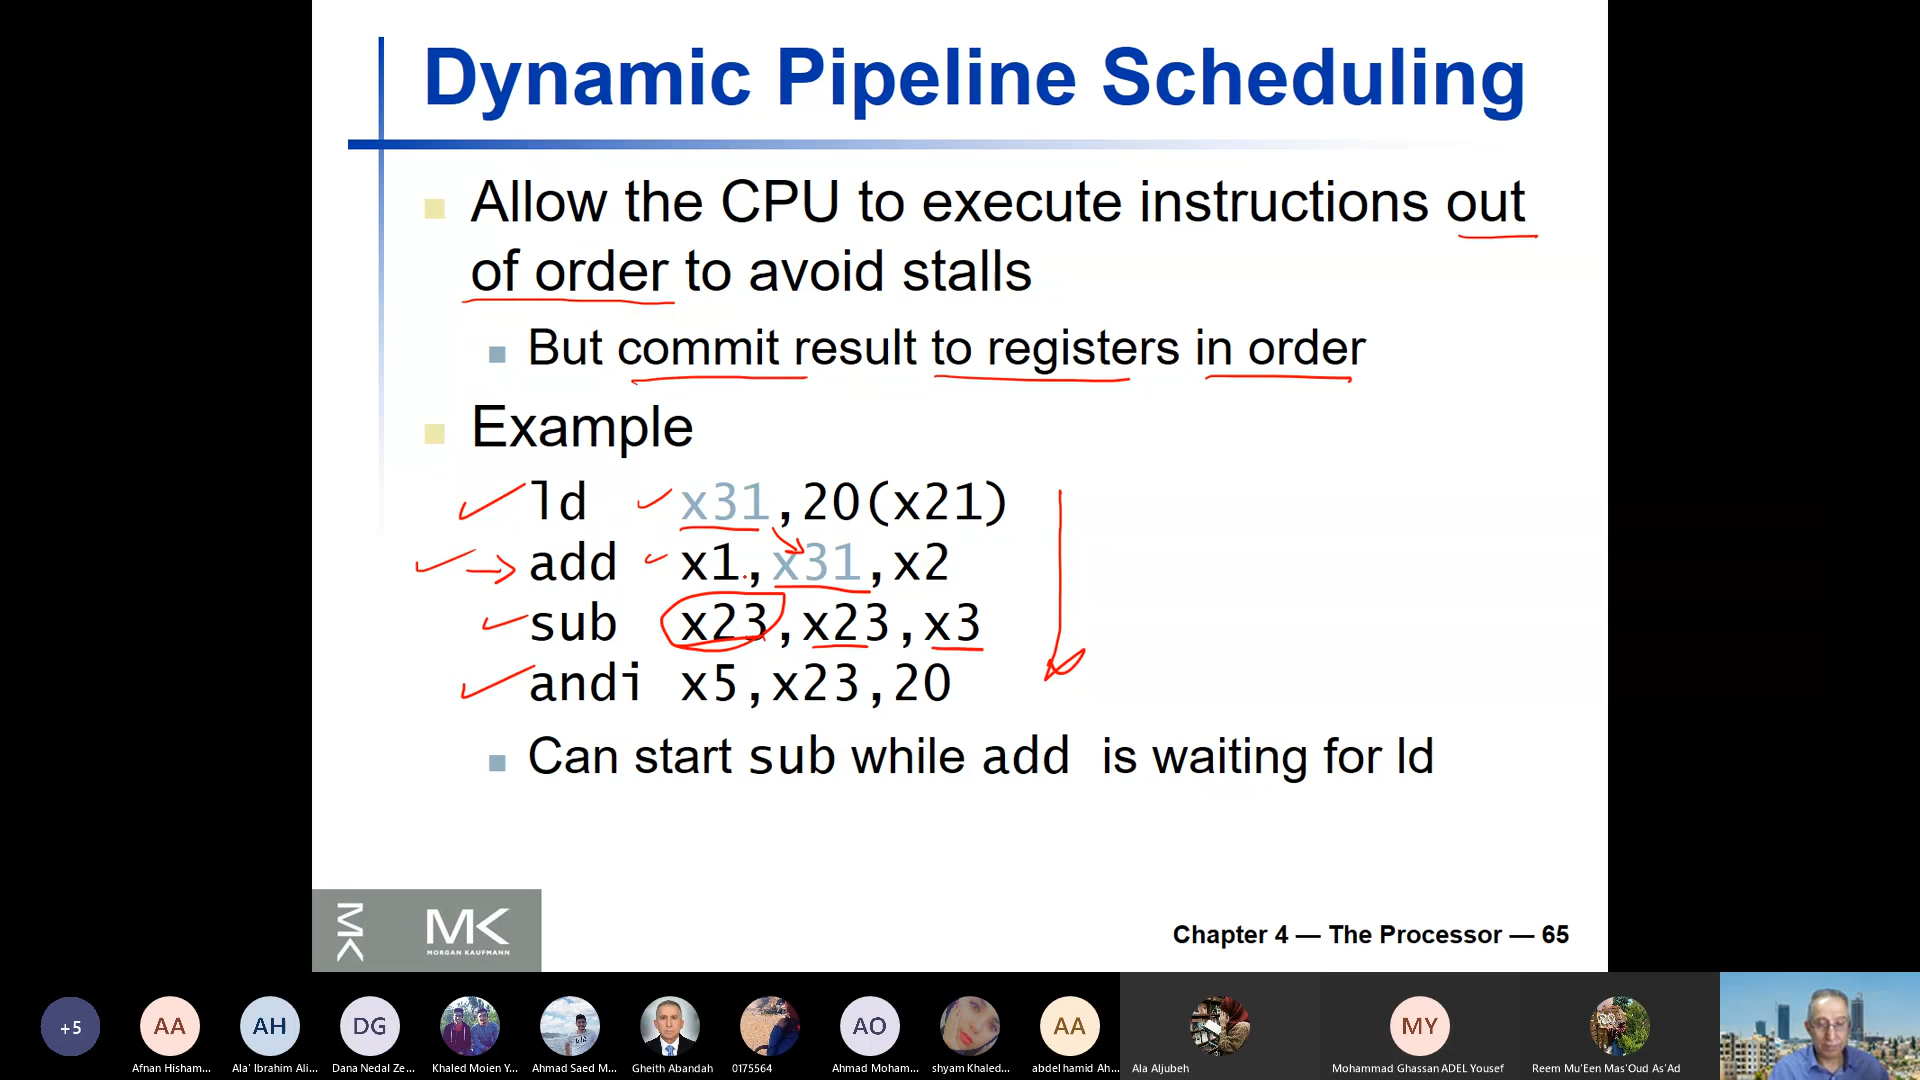 Dynamic Pipeline Scheduling
Allow the CPU to execute instructions out
of order to avoid stalls
But commit result to registers in order
Example
ld x31,20(x21)
add x1,x31,x2
sub x23,x23,x3
andi x5,x23,20
Can start sub while add is waiting for ld
MK
MK
MORGAN KAUFMANN
Chapter 4 — The Processor — 65
+5
AA
AH
DG
AO
AA
MY
Afnan Hisham...
Ala' Ibrahim Ali...
Dana Nedal Ze...
Khaled Moien Y...
Ahmad Saed M...
Gheith Abandah
0175564
Ahmad Moham...
shyam Khaled...
abdel hamid Ah...
Ala Aljubeh
Mohammad Ghassan ADEL Yousef
Reem Mu'Een Mas'Oud As'Ad